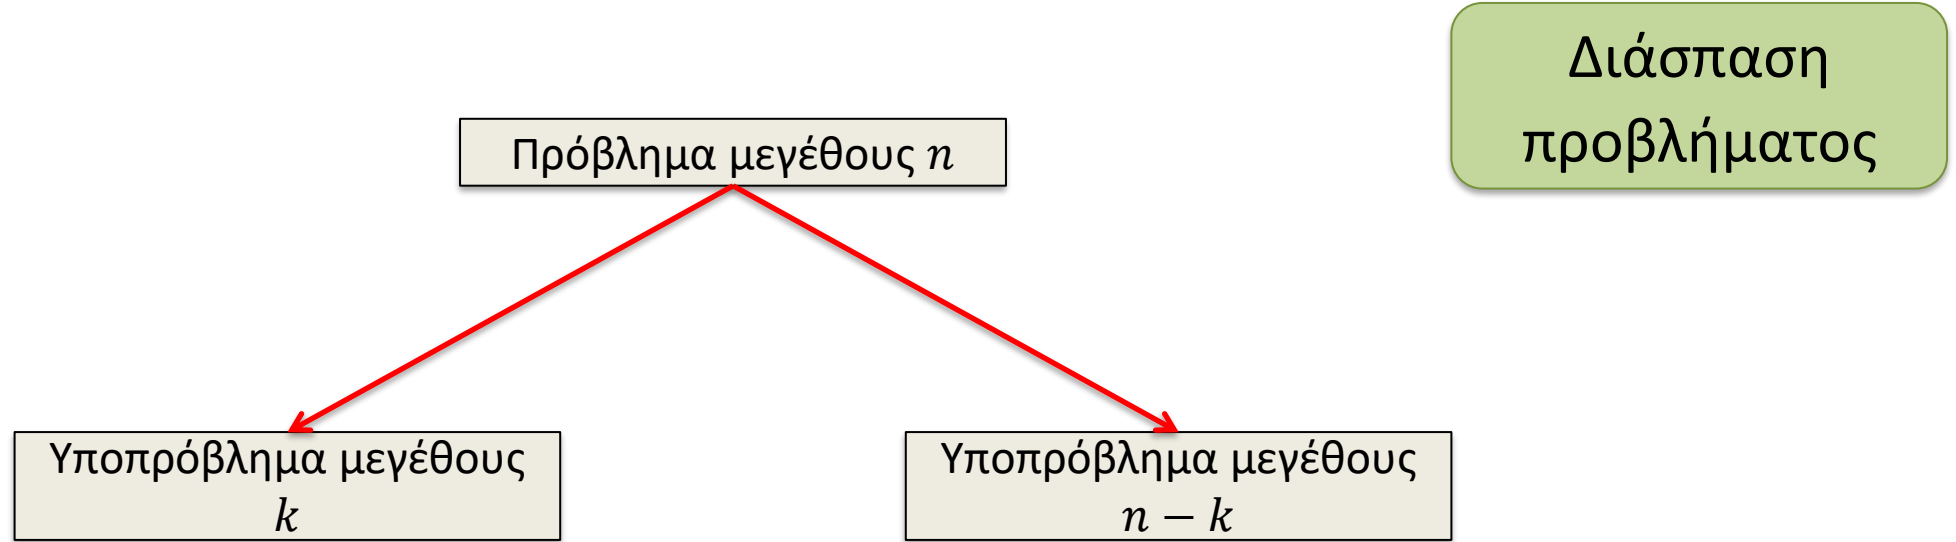 Διάσπαση
προβλήματος
Πρόβλημα μεγέθους n
Υποπρόβλημα μεγέθους
k
Υποπρόβλημα μεγέθους
n − k